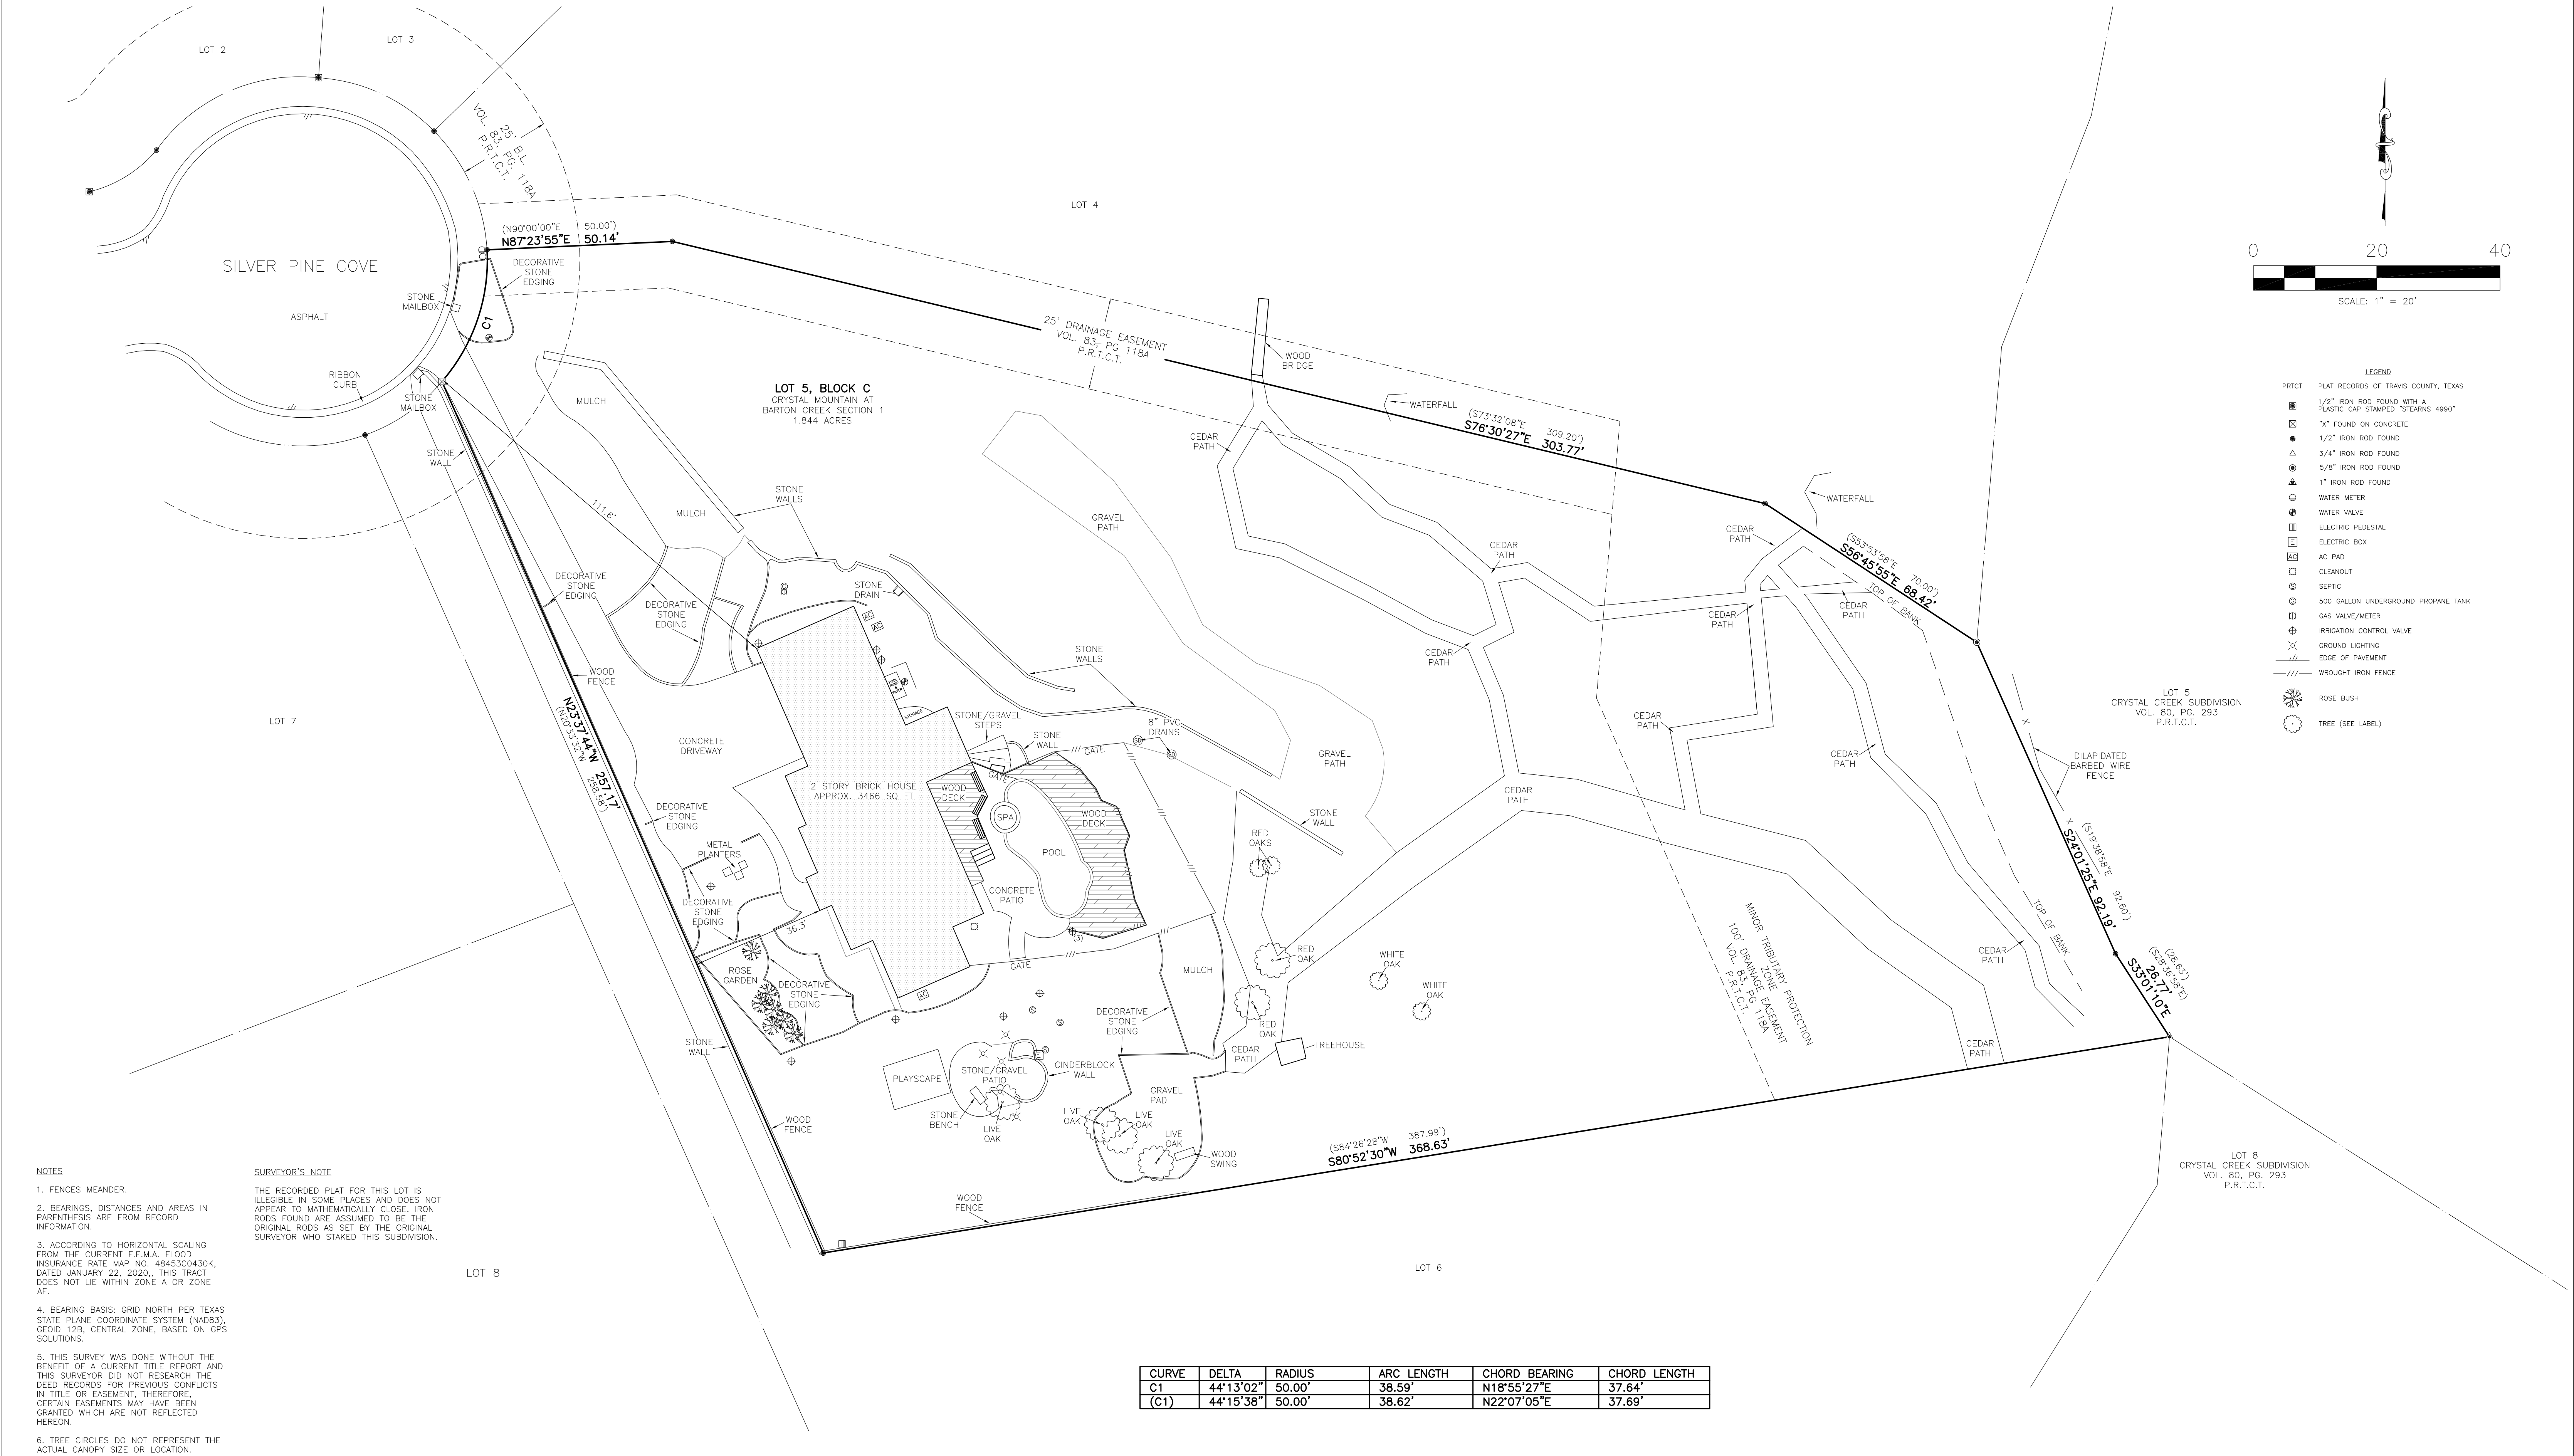 LOT 2
LOT 3
25' B.L.
VOL. 83, PG. 118A
P.R.T.C.T.
LOT 4
(N90°00'00"E 50.00')
N87°23'55"E 50.14'
SILVER PINE COVE
ASPHALT
DECORATIVE
STONE
EDGING
STONE
MAILBOX
C1
RIBBON
CURB
STONE
MAILBOX
STONE
WALL
MULCH
LOT 5, BLOCK C
CRYSTAL MOUNTAIN AT
BARTON CREEK SECTION 1
1.844 ACRES
25' DRAINAGE EASEMENT
VOL. 83, PG 118A
P.R.T.C.T.
WOOD
BRIDGE
WATERFALL
(S73°32'08"E 309.20')
S76°30'27"E 303.77'
WATERFALL
0 20 40
SCALE: 1" = 20'
LEGEND
PRTCT PLAT RECORDS OF TRAVIS COUNTY, TEXAS
1/2" IRON ROD FOUND WITH A
PLASTIC CAP STAMPED "STEARNS 4990"
"X" FOUND ON CONCRETE
1/2" IRON ROD FOUND
3/4" IRON ROD FOUND
5/8" IRON ROD FOUND
1" IRON ROD FOUND
WATER METER
WATER VALVE
ELECTRIC PEDESTAL
E ELECTRIC BOX
AC AC PAD
CLEANOUT
S SEPTIC
G 500 GALLON UNDERGROUND PROPANE TANK
GAS VALVE/METER
IRRIGATION CONTROL VALVE
GROUND LIGHTING
EDGE OF PAVEMENT
WROUGHT IRON FENCE
ROSE BUSH
TREE (SEE LABEL)
111.6'
MULCH
STONE
WALLS
GRAVEL
PATH
CEDAR
PATH
CEDAR
PATH
CEDAR
PATH
(S53°53'58"E 70.00')
S56°45'55"E 68.42'
TOP OF BANK
CEDAR
PATH
CEDAR
PATH
CEDAR
PATH
DECORATIVE
STONE
EDGING
DECORATIVE
STONE
EDGING
STONE
DRAIN
G
AC
AC
STONE
WALLS
WOOD
FENCE
N23°37'44"W 257.17'
(N20°33'32"W 258.58')
LOT 7
CONCRETE
DRIVEWAY
STORAGE
STONE/GRAVEL
STEPS
STONE
WALL
GATE
8" PVC
DRAINS
SD
SD
GRAVEL
PATH
CEDAR
PATH
CEDAR
PATH
CEDAR
PATH
LOT 5
CRYSTAL CREEK SUBDIVISION
VOL. 80, PG. 293
P.R.T.C.T.
X
DILAPIDATED
BARBED WIRE
FENCE
X
(S19°38'58"E 92.60')
S24°01'25"E 92.19'
2 STORY BRICK HOUSE
APPROX. 3466 SQ FT
WOOD
DECK
GATE
SPA
WOOD
DECK
POOL
CONCRETE
PATIO
STONE
WALL
RED
OAKS
DECORATIVE
STONE
EDGING
METAL
PLANTERS
DECORATIVE
STONE
EDGING
36.3'
(3)
GATE
ROSE
GARDEN
DECORATIVE
STONE
EDGING
AC
MULCH
RED
OAK
RED
OAK
WHITE
OAK
WHITE
OAK
MINOR TRIBUTARY PROTECTION
ZONE
100' DRAINAGE EASEMENT
VOL. 83, PG 118A
P.R.T.C.T.
TOP OF BANK
CEDAR
PATH
(28.63')
(S28°36'58"E)
26.77'
S33°01'10"E
CEDAR
PATH
STONE
WALL
DECORATIVE
STONE
EDGING
S
S
S
E
CEDAR
PATH
TREEHOUSE
PLAYSCAPE
STONE/GRAVEL
PATIO
CINDERBLOCK
WALL
GRAVEL
PAD
STONE
BENCH
LIVE
OAK
LIVE
OAK
LIVE
OAK
LIVE
OAK
WOOD
SWING
WOOD
FENCE
(S84°26'28"W 387.99')
S80°52'30"W 368.63'
WOOD
FENCE
LOT 8
CRYSTAL CREEK SUBDIVISION
VOL. 80, PG. 293
P.R.T.C.T.
LOT 6
LOT 8
NOTES
1. FENCES MEANDER.
2. BEARINGS, DISTANCES AND AREAS IN
PARENTHESIS ARE FROM RECORD
INFORMATION.
3. ACCORDING TO HORIZONTAL SCALING
FROM THE CURRENT F.E.M.A. FLOOD
INSURANCE RATE MAP NO. 48453C0430K,
DATED JANUARY 22, 2020,, THIS TRACT
DOES NOT LIE WITHIN ZONE A OR ZONE
AE.
4. BEARING BASIS: GRID NORTH PER TEXAS
STATE PLANE COORDINATE SYSTEM (NAD83),
GEOID 12B, CENTRAL ZONE, BASED ON GPS
SOLUTIONS.
5. THIS SURVEY WAS DONE WITHOUT THE
BENEFIT OF A CURRENT TITLE REPORT AND
THIS SURVEYOR DID NOT RESEARCH THE
DEED RECORDS FOR PREVIOUS CONFLICTS
IN TITLE OR EASEMENT, THEREFORE,
CERTAIN EASEMENTS MAY HAVE BEEN
GRANTED WHICH ARE NOT REFLECTED
HEREON.
6. TREE CIRCLES DO NOT REPRESENT THE
ACTUAL CANOPY SIZE OR LOCATION.
SURVEYOR'S NOTE
THE RECORDED PLAT FOR THIS LOT IS
ILLEGIBLE IN SOME PLACES AND DOES NOT
APPEAR TO MATHEMATICALLY CLOSE. IRON
RODS FOUND ARE ASSUMED TO BE THE
ORIGINAL RODS AS SET BY THE ORIGINAL
SURVEYOR WHO STAKED THIS SUBDIVISION.
CURVE DELTA RADIUS ARC LENGTH CHORD BEARING CHORD LENGTH
C1 44°13'02" 50.00' 38.59' N18°55'27"E 37.64'
(C1) 44°15'38" 50.00' 38.62' N22°07'05"E 37.69'